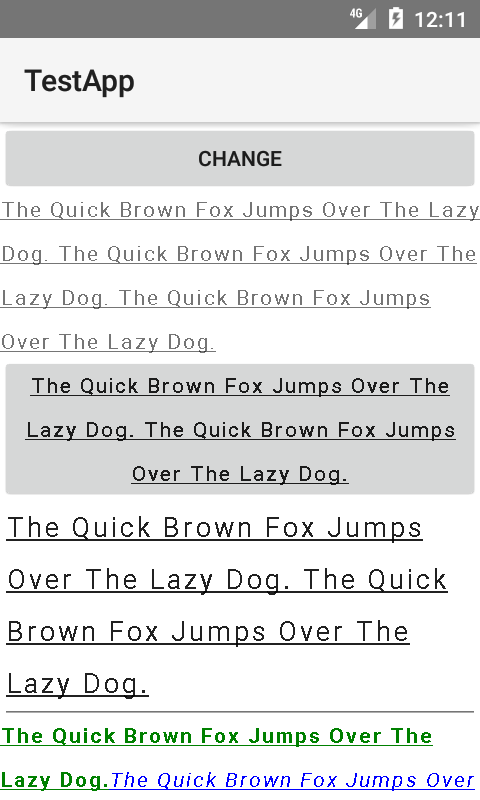 4G 12:11
TestApp
CHANGE
The Quick Brown Fox Jumps Over The Lazy
Dog. The Quick Brown Fox Jumps Over The
Lazy Dog. The Quick Brown Fox Jumps
Over The Lazy Dog.
The Quick Brown Fox Jumps Over The
Lazy Dog. The Quick Brown Fox Jumps
Over The Lazy Dog.
The Quick Brown Fox Jumps
Over The Lazy Dog. The Quick
Brown Fox Jumps Over The
Lazy Dog.
The Quick Brown Fox Jumps Over The
Lazy Dog.The Quick Brown Fox Jumps Over